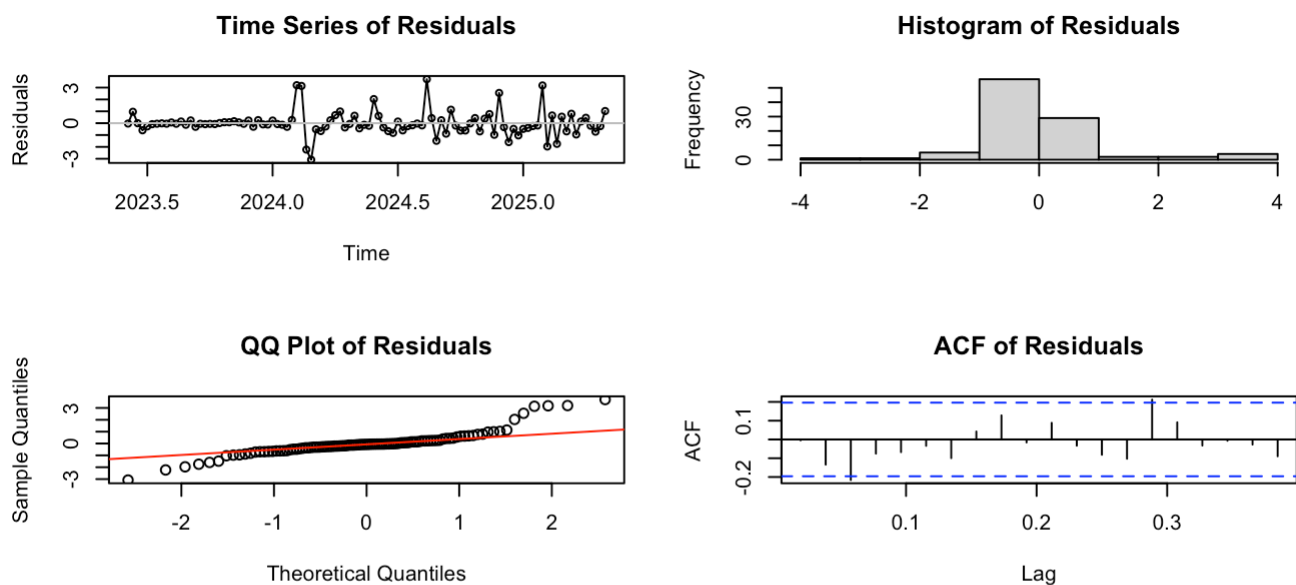 Time Series of Residuals
Residuals
3
0
-3
2023.5 2024.0 2024.5 2025.0
Time
Histogram of Residuals
Frequency
30
0
-4 -2 0 2 4
QQ Plot of Residuals
Sample Quantiles
3
0
-3
-2 -1 0 1 2
Theoretical Quantiles
ACF of Residuals
ACF
0.1
-0.2
0.1 0.2 0.3
Lag